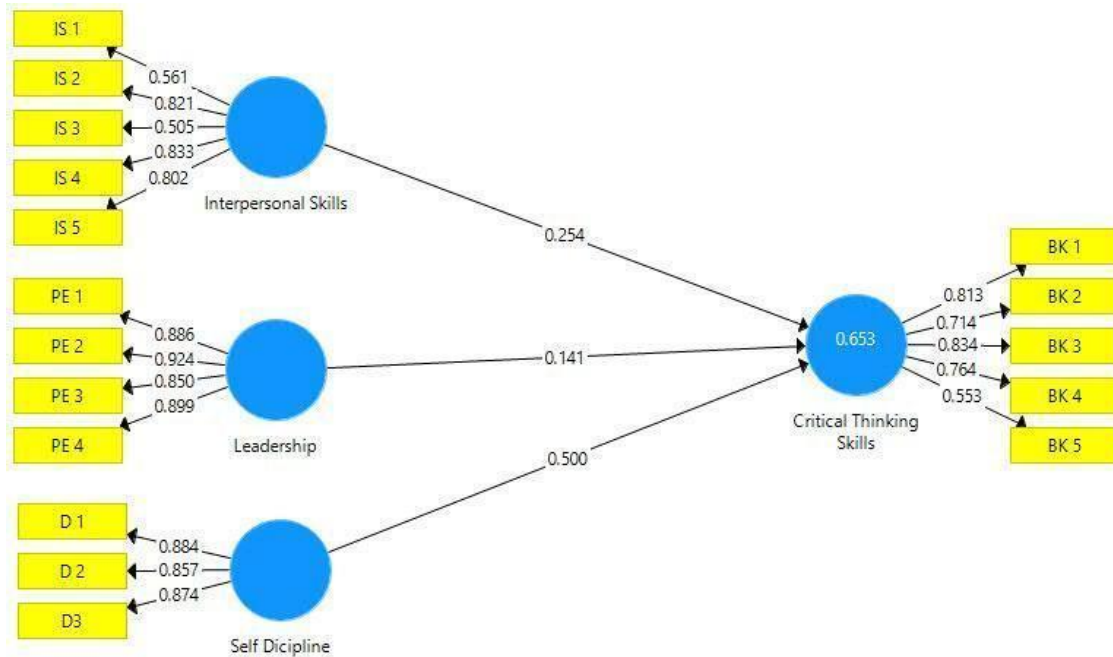 IS 1
IS 2
IS 3
IS 4
IS 5
0.561
0.821
0.505
0.833
0.802
Interpersonal Skills
0.254
PE 1
PE 2
PE 3
PE 4
0.886
0.924
0.850
0.899
Leadership
0.141
D 1
D 2
D3
0.884
0.857
0.874
Self Dicipline
0.500
0.653
Critical Thinking
Skills
0.813
0.714
0.834
0.764
0.553
BK 1
BK 2
BK 3
BK 4
BK 5